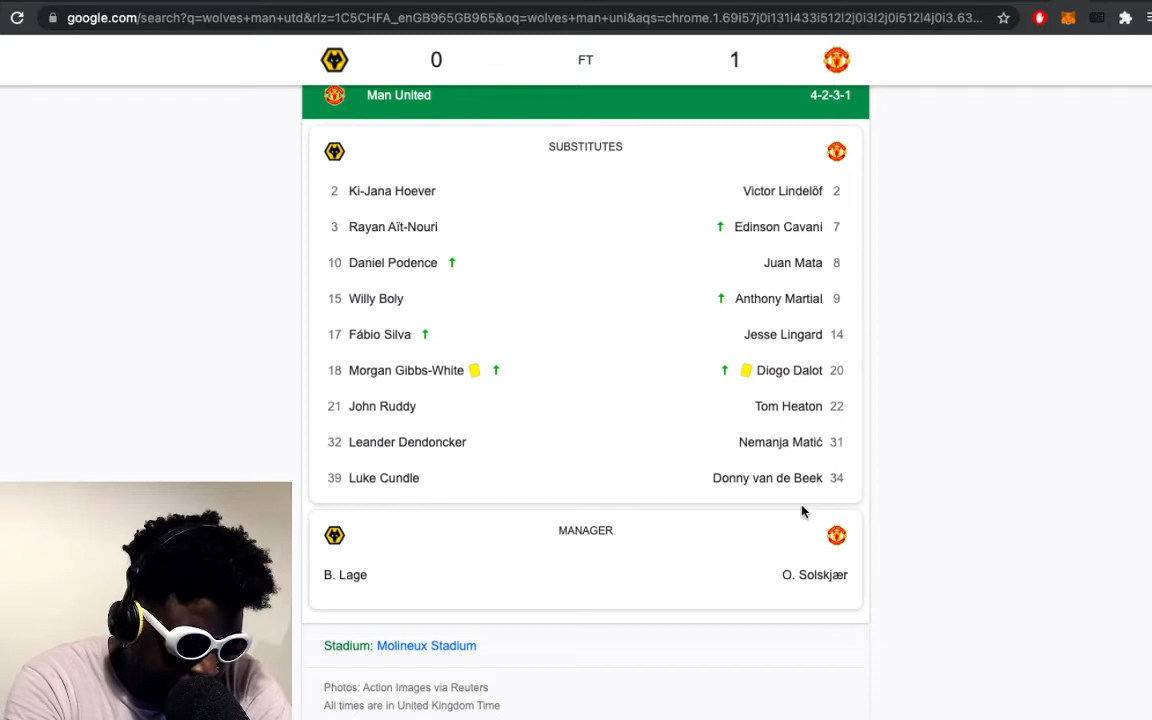 google.com/search?q=wolves+man+utd&rlz=1C5CHFA_enGB965GB965&oq=wolves+man+uni&aqs=chrome.1.69i57j0i131i433i512l2j0i3l2j0i512l4j0i3.63...
0 FT 1
Man United 4-2-3-1
SUBSTITUTES
2 Ki-Jana Hoever Victor Lindelöf 2
3 Rayan Aït-Nouri ↑ Edinson Cavani 7
10 Daniel Podence ↑ Juan Mata 8
15 Willy Boly ↑ Anthony Martial 9
17 Fábio Silva ↑ Jesse Lingard 14
18 Morgan Gibbs-White ↑ ↑ Diogo Dalot 20
21 John Ruddy Tom Heaton 22
32 Leander Dendoncker Nemanja Matić 31
39 Luke Cundle Donny van de Beek 34
MANAGER
B. Lage O. Solskjær
Stadium: Molineux Stadium
Photos: Action Images via Reuters
All times are in United Kingdom Time